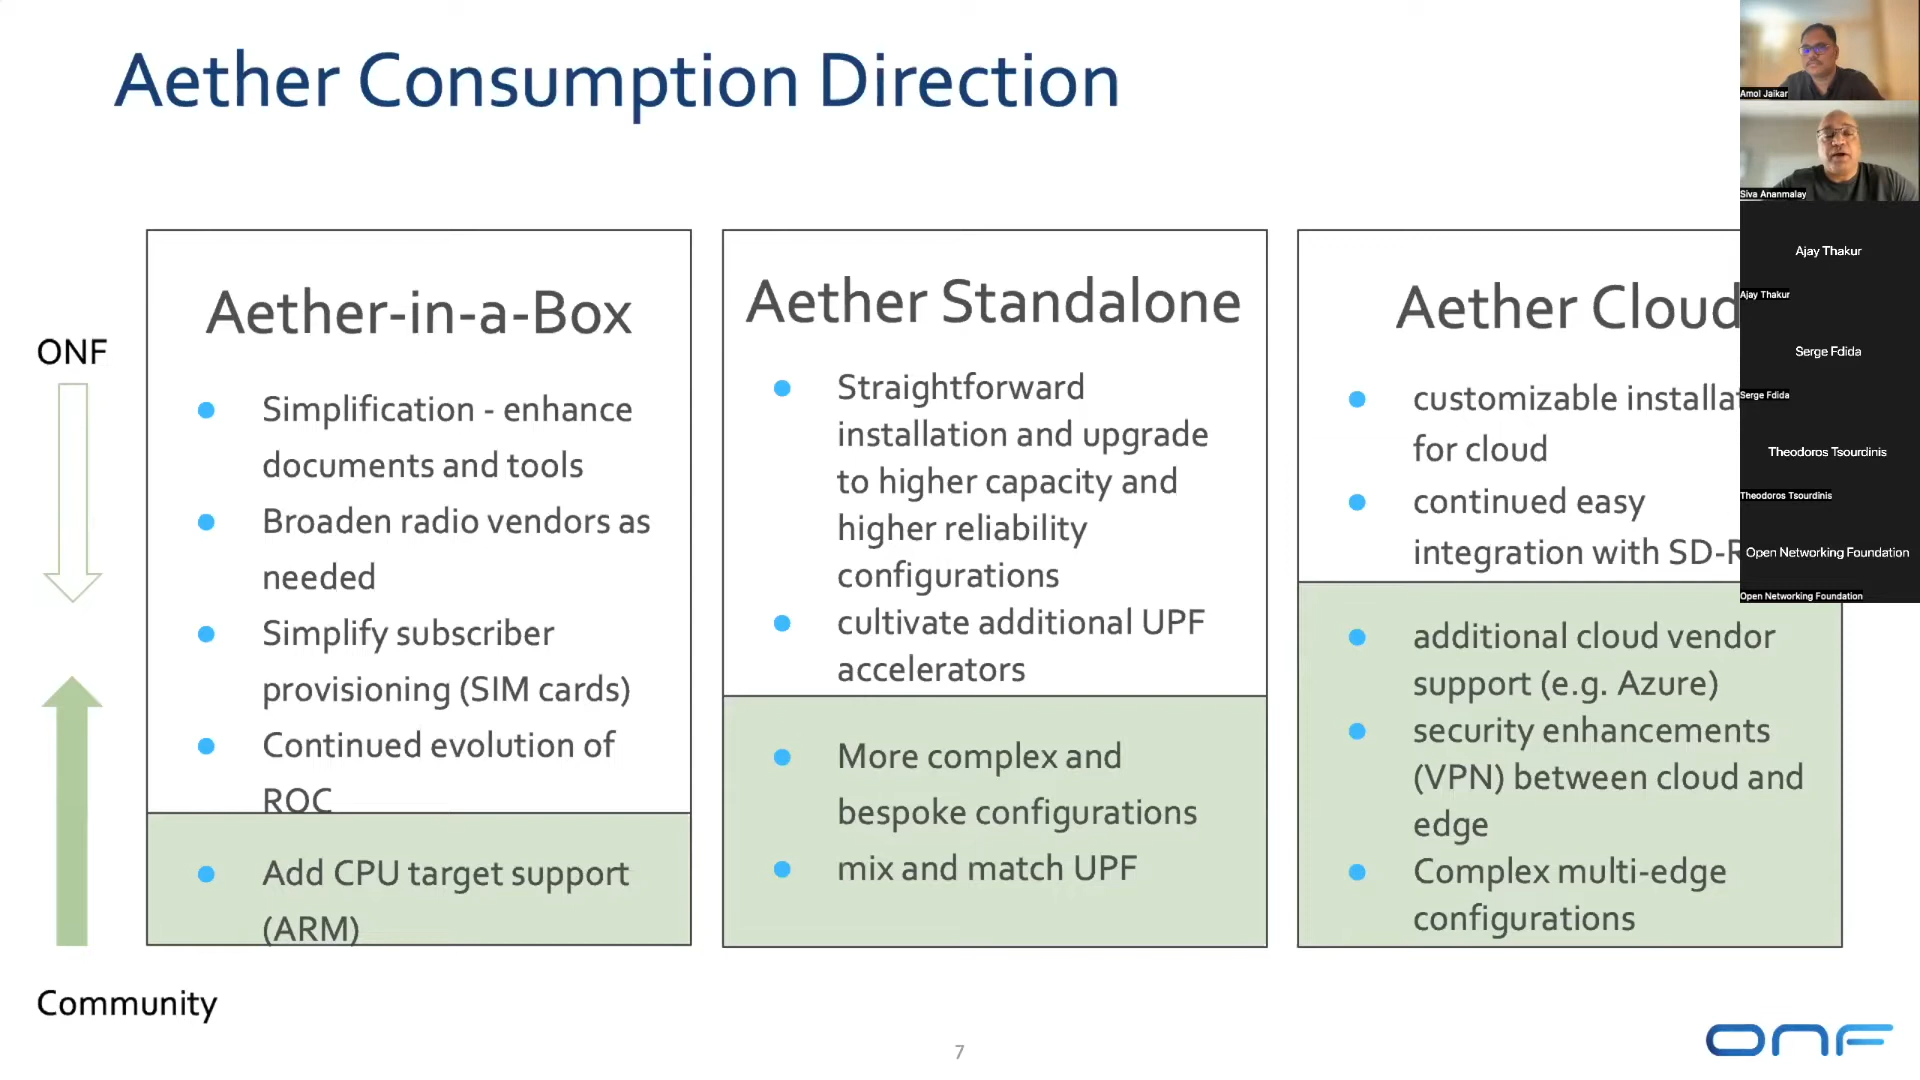 Aether Consumption Direction
ONF
Community
Aether-in-a-Box
Simplification - enhance
documents and tools
Broaden radio vendors as
needed
Simplify subscriber
provisioning (SIM cards)
Continued evolution of
ROC
Add CPU target support
(ARM)
Aether Standalone
Straightforward
installation and upgrade
to higher capacity and
higher reliability
configurations
cultivate additional UPF
accelerators
More complex and
bespoke configurations
mix and match UPF
Aether Cloud
customizable installa
for cloud
continued easy
integration with SD-R
additional cloud vendor
support (e.g. Azure)
security enhancements
(VPN) between cloud and
edge
Complex multi-edge
configurations
7
ONF
Amol Jaikar
Siva Ananmalay
Ajay Thakur
Ajay Thakur
Serge Fdida
Serge Fdida
Theodoros Tsourdinis
Theodoros Tsourdinis
Open Networking Foundation
Open Networking Foundation